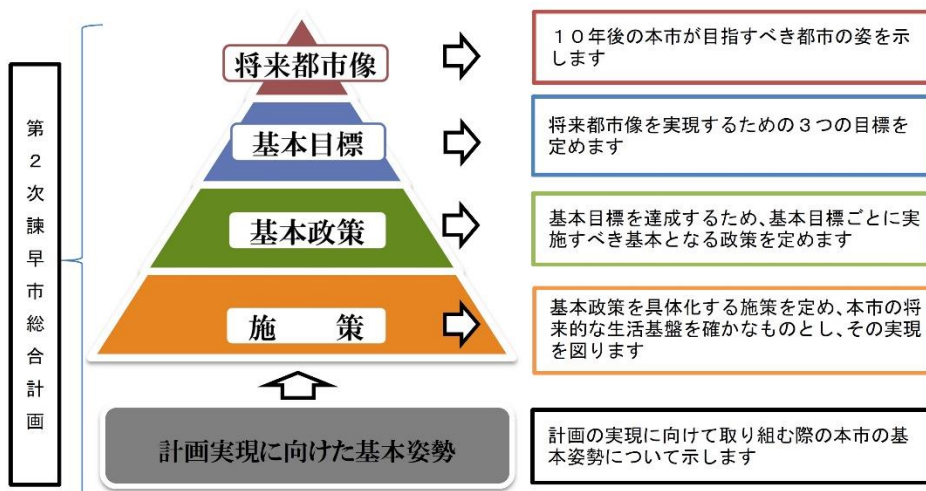 第2次諫早市総合計画
将来都市像
１０年後の本市が目指すべき都市の姿を示
します
基本目標
将来都市像を実現するための３つの目標を
定めます
基本政策
基本目標を達成するため、基本目標ごとに実
施すべき基本となる政策を定めます
施　策
基本政策を具体化する施策を定め、本市の将
来的な生活基盤を確かなものとし、その実現
を図ります
計画実現に向けた基本姿勢
計画の実現に向けて取り組む際の本市の基
本姿勢について示します